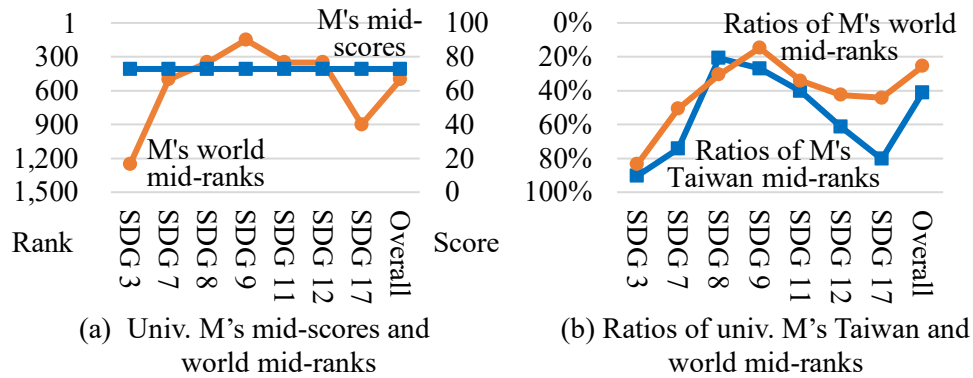 1
300
600
900
1,200
1,500
Rank
M's mid-
scores
M's world
mid-ranks
100
80
60
40
20
0
Score
SDG 3
SDG 7
SDG 8
SDG 9
SDG 11
SDG 12
SDG 17
Overall
(a) Univ. M’s mid-scores and
world mid-ranks
0%
20%
40%
60%
80%
100%
Ratios of M's world
mid-ranks
Ratios of M's
Taiwan mid-ranks
SDG 3
SDG 7
SDG 8
SDG 9
SDG 11
SDG 12
SDG 17
Overall
(b) Ratios of univ. M’s Taiwan and
world mid-ranks